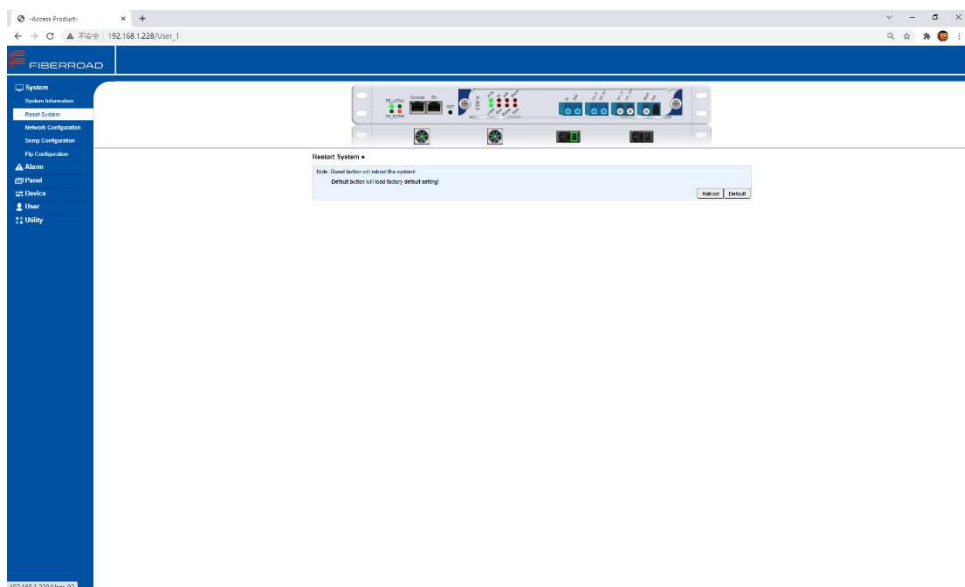 -Access Product-
不安全 192.168.1.228/User_1
FIBERROAD
System
System Information
Reset System
Network Configuration
Snmp Configuration
Ftp Configuration
Alarm
Panel
Device
User
Utility
Console
RST
Restart System
Note: Reset button will reboot the system!
Default button will load factory default setting!
Reboot Default